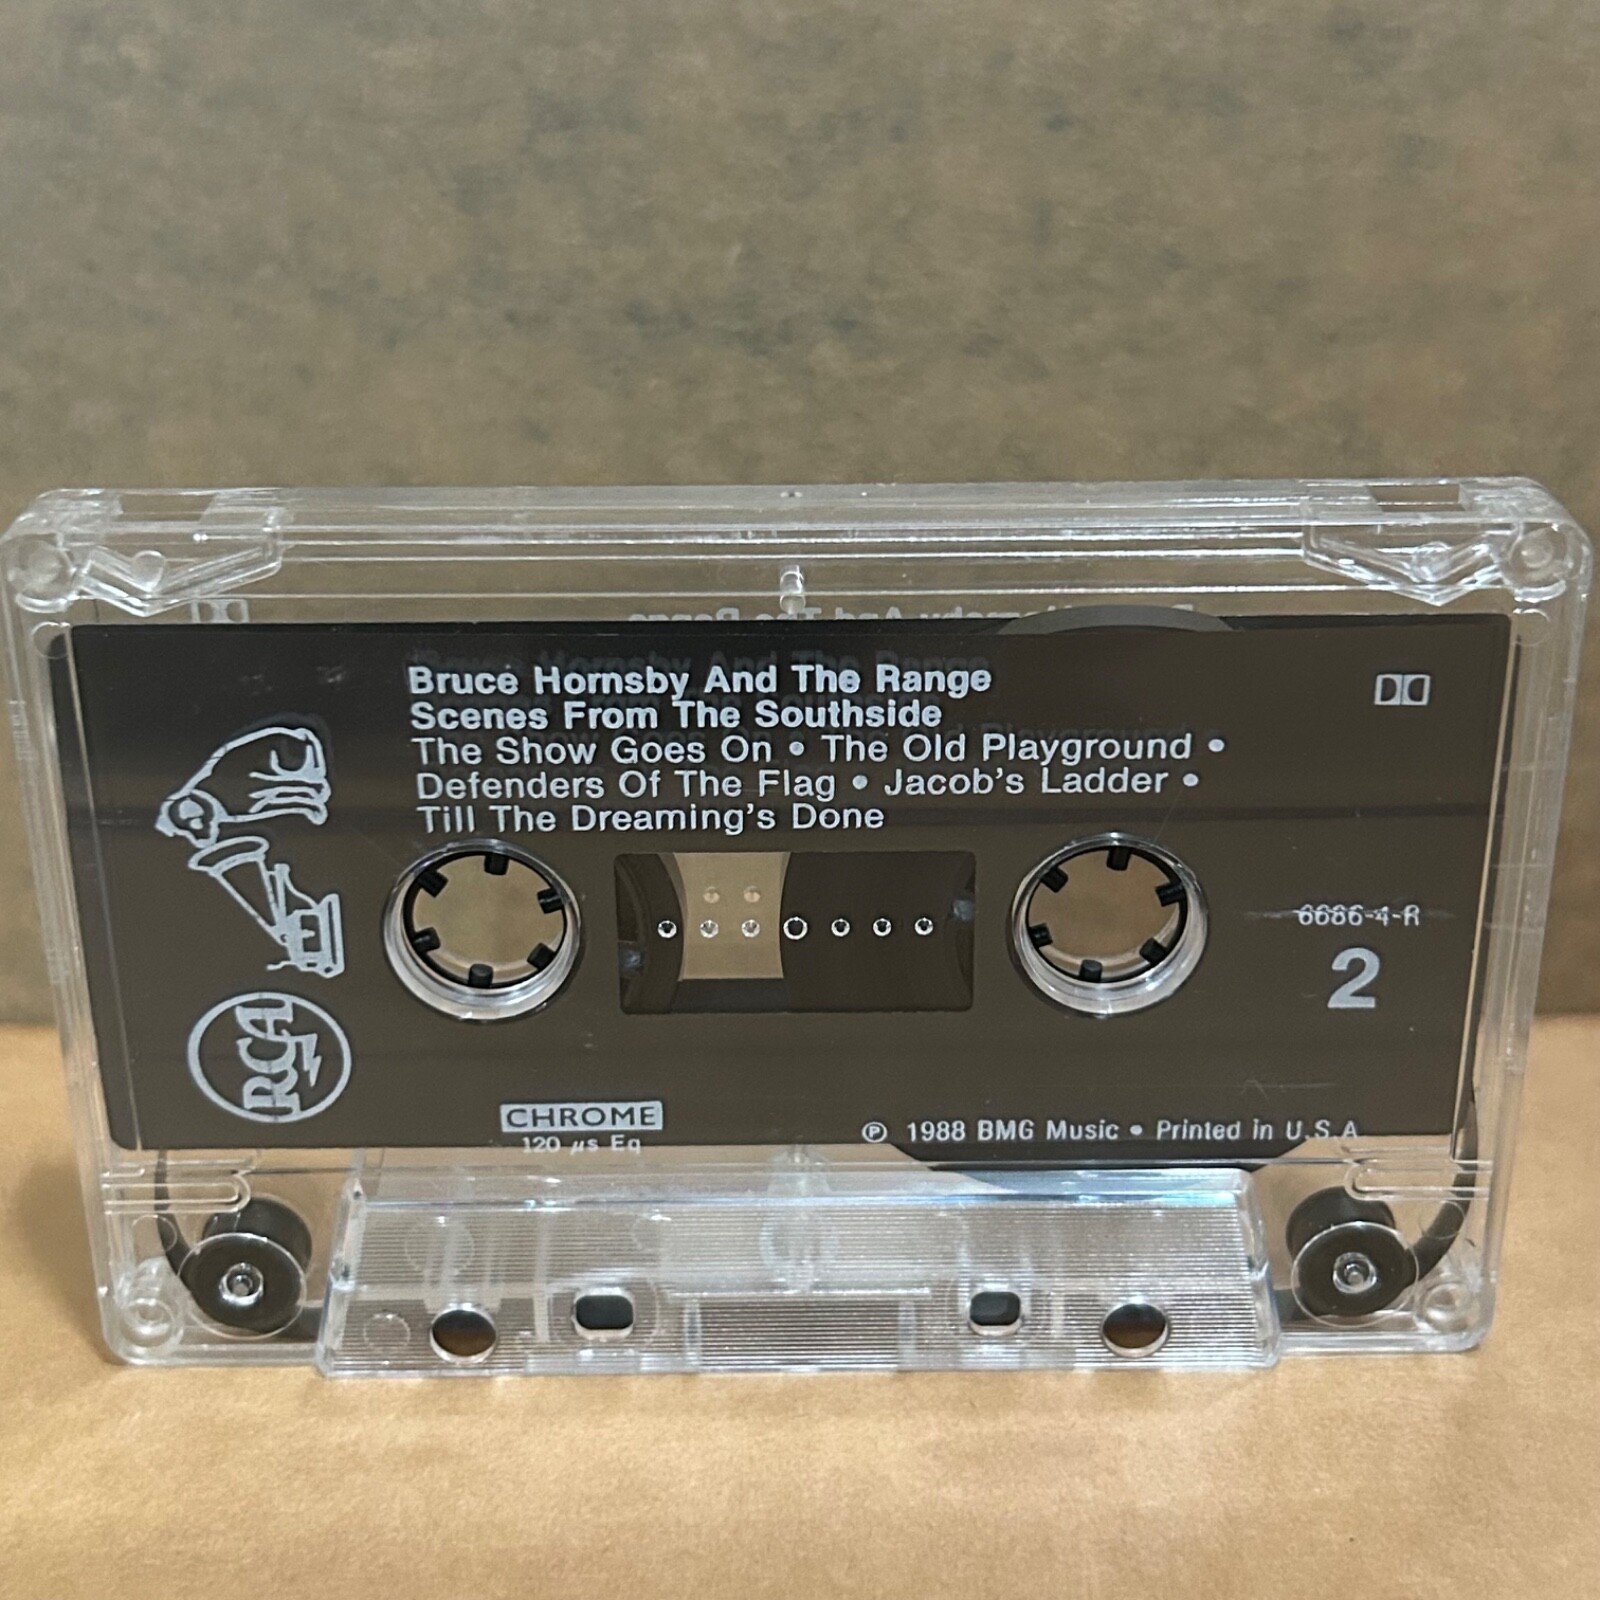 Bruce Hornsby And The Range
Scenes From The Southside
The Show Goes On • The Old Playground •
Defenders Of The Flag • Jacob's Ladder •
Till The Dreaming's Done
6686-4-R
2
RCA
CHROME
120 µs Eq
℗ 1988 BMG Music • Printed in U.S.A